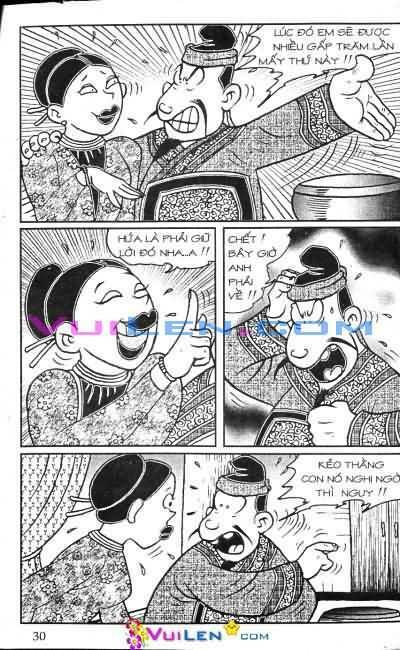 LÚC ĐÓ EM SẼ ĐƯỢC
NHIỀU GẤP TRĂM LẦN
MẤY THỨ NÀY !!
HỨA LÀ PHẢI GIỮ
LỜI ĐÓ NHA...A !!
CHẾT !
BÂY GIỜ
ANH
PHẢI
VỀ !!
VUILEN.COM
KẺO THẰNG
CON NÓ NGHI NGỜ
THÌ NGUY !!
30
VUILEN.COM